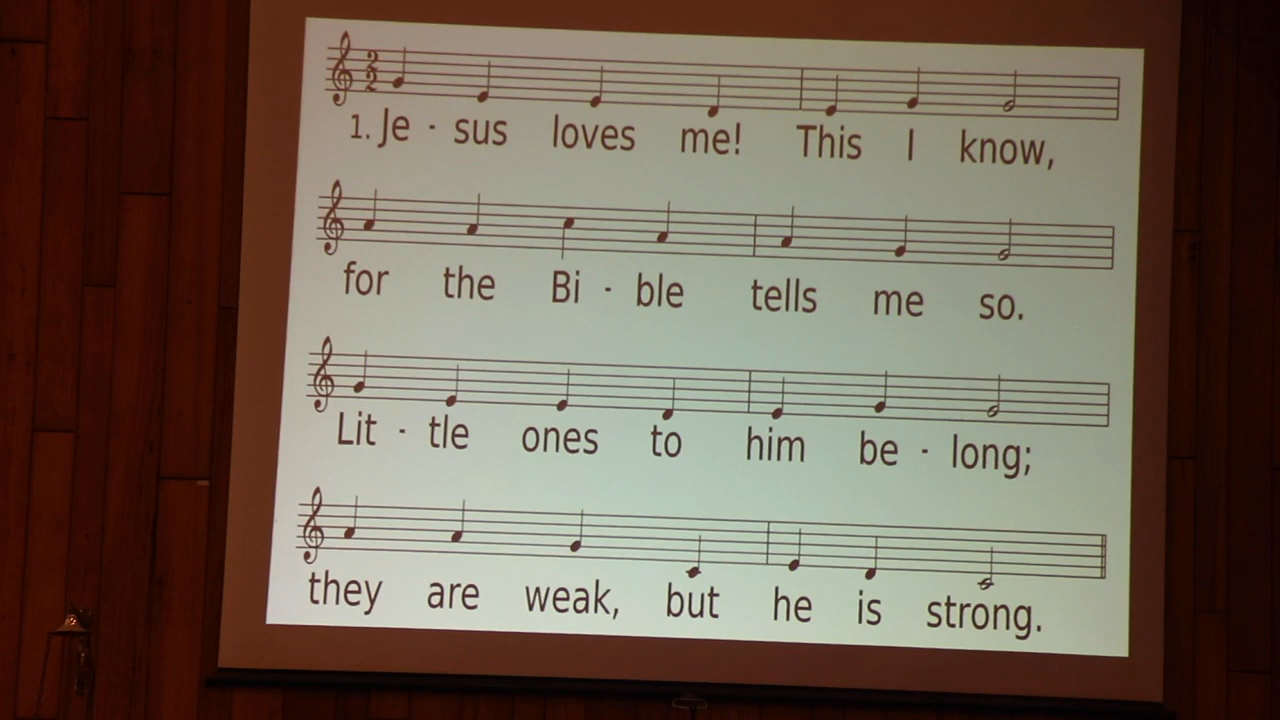 1. Je - sus loves me! This I know,
for the Bi - ble tells me so.
Lit - tle ones to him be - long;
they are weak, but he is strong.